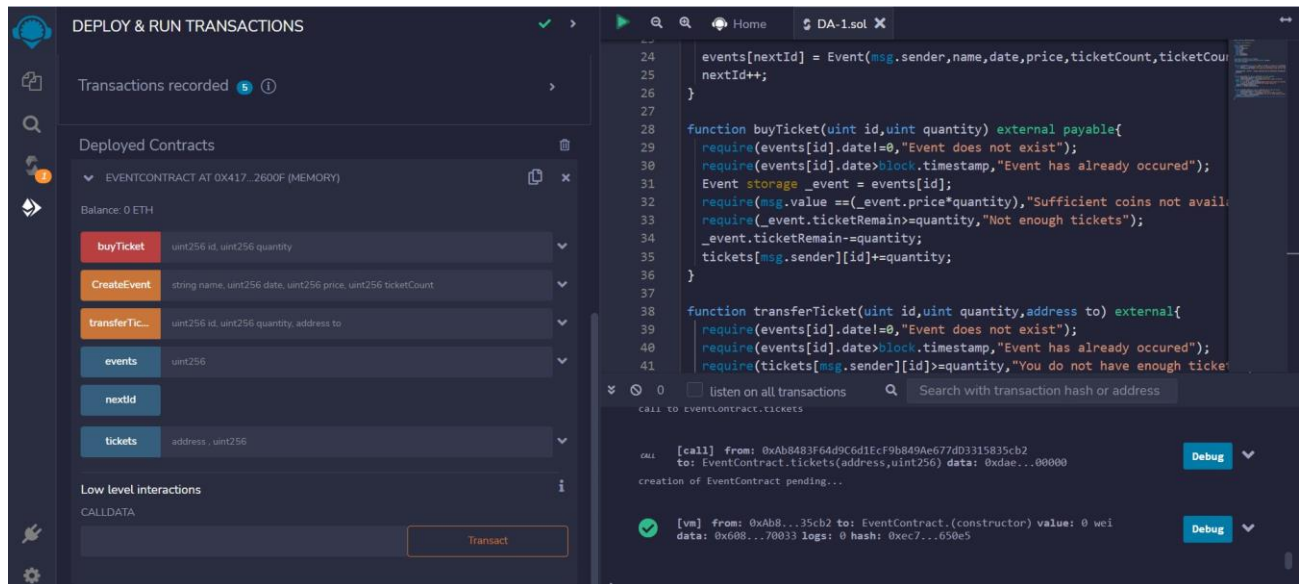 DEPLOY & RUN TRANSACTIONS
Transactions recorded 5 i
Deployed Contracts
EVENTCONTRACT AT 0X417...2600F (MEMORY)
Balance: 0 ETH
buyTicket uint256 id, uint256 quantity
CreateEvent string name, uint256 date, uint256 price, uint256 ticketCount
transferTic... uint256 id, uint256 quantity, address to
events uint256
nextId
tickets address , uint256
Low level interactions i
CALLDATA
Transact
1
Home DA-1.sol
23
24 events[nextId] = Event(msg.sender,name,date,price,ticketCount,ticketCoun
25 nextId++;
26 }
27
28 function buyTicket(uint id,uint quantity) external payable{
29 require(events[id].date!=0,"Event does not exist");
30 require(events[id].date>block.timestamp,"Event has already occured");
31 Event storage _event = events[id];
32 require(msg.value ==(_event.price*quantity),"Sufficient coins not availa
33 require(_event.ticketRemain>=quantity,"Not enough tickets");
34 _event.ticketRemain-=quantity;
35 tickets[msg.sender][id]+=quantity;
36 }
37
38 function transferTicket(uint id,uint quantity,address to) external{
39 require(events[id].date!=0,"Event does not exist");
40 require(events[id].date>block.timestamp,"Event has already occured");
41 require(tickets[msg.sender][id]>=quantity,"You do not have enough ticket
0 listen on all transactions Search with transaction hash or address
call to EventContract.tickets
CALL [call] from: 0xAb8483F64d9C6d1EcF9b849Ae677dD3315835cb2
to: EventContract.tickets(address,uint256) data: 0xdae...00000
Debug
creation of EventContract pending...
[vm] from: 0xAb8...35cb2 to: EventContract.(constructor) value: 0 wei
data: 0x608...70033 logs: 0 hash: 0xec7...650e5
Debug